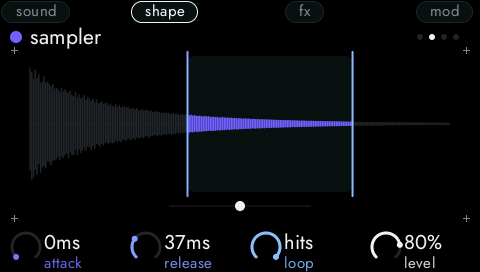 sound shape fx mod
sampler
0ms 37ms hits 80%
attack release loop level